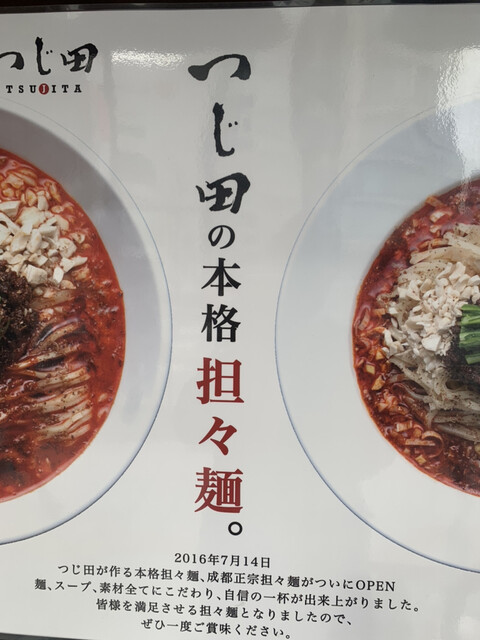 つじ田
TSUJITA
つじ田の本格担々麺。
2016年7月14日
つじ田が作る本格担々麺、成都正宗担々麺がついにOPEN
麺、スープ、素材全てにこだわり、自信の一杯が出来上がりました。
皆様を満足させる担々麺となりましたので、
ぜひ一度ご賞味ください。